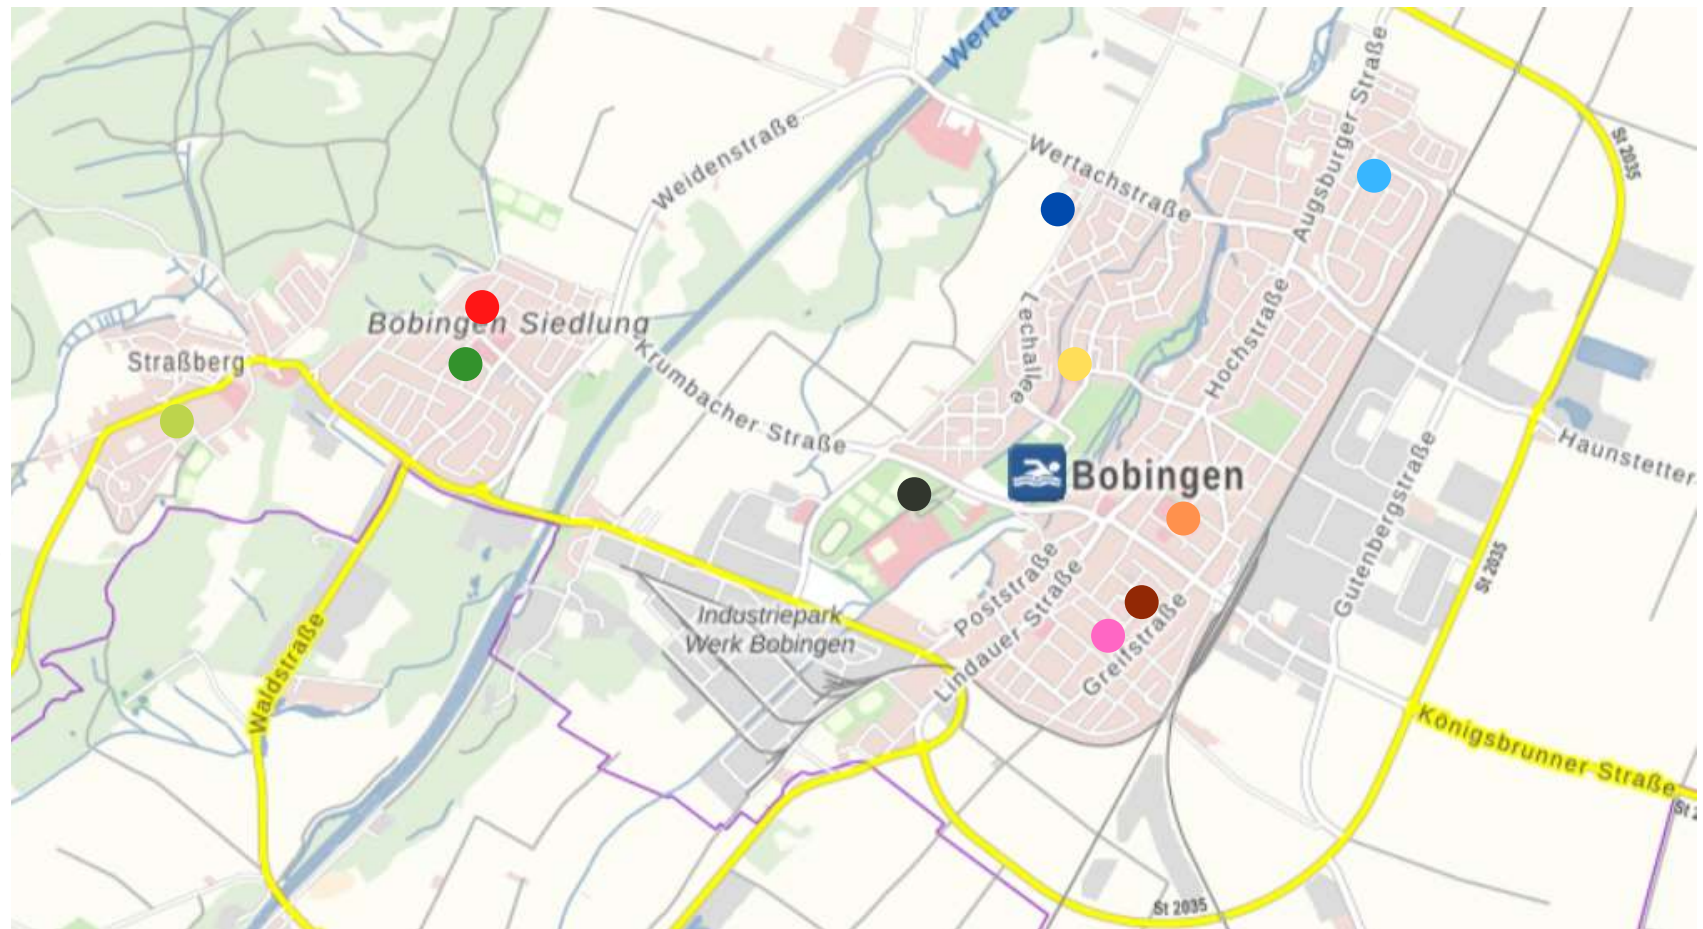 Werta
Augsburger Straße
St 2035
Weidenstraße
Wertachstraße
Bobingen Siedlung
Straßberg
Krumbacher Straße
Lechallee
Hochstraße
Haunstetter
Bobingen
Gutenbergstraße
St 2035
Poststraße
Lindauer Straße
Greifstraße
Industriepark
Werk Bobingen
Waldstraße
Königsbrunner Straße
St 2
St 2035